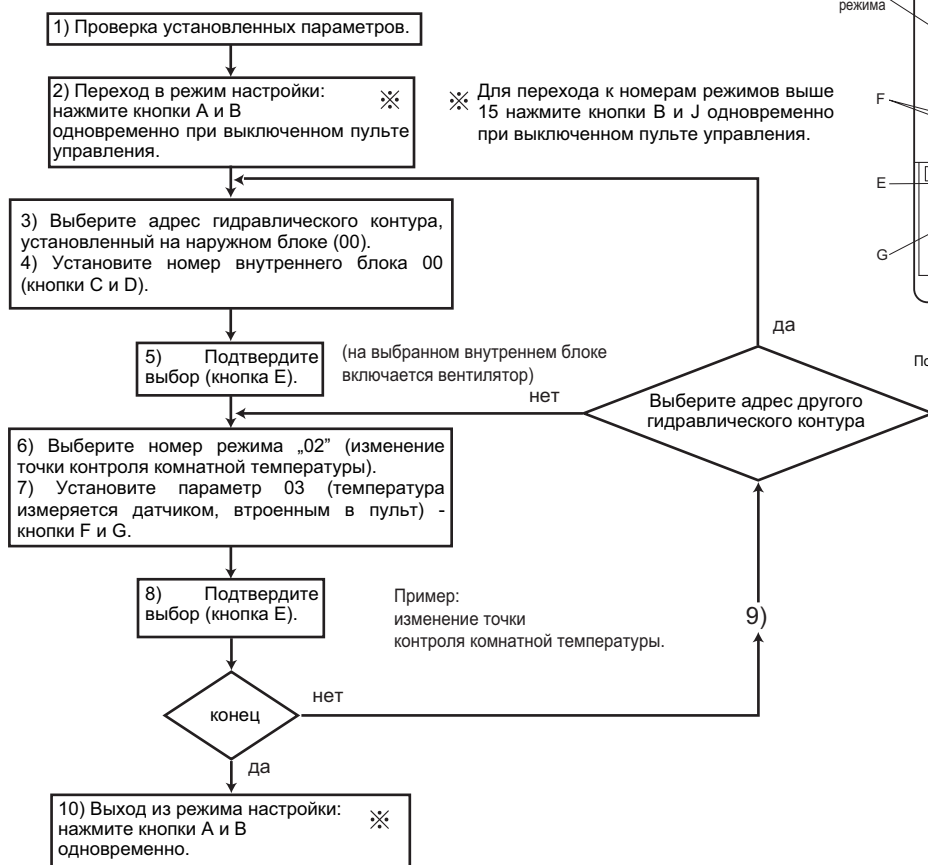 режима
1) Проверка установленных параметров.
2) Переход в режим настройки:
нажмите кнопки А и В
одновременно при выключенном пульте
управления.
※
※ Для перехода к номерам режимов выше
15 нажмите кнопки В и J одновременно
при выключенном пульте управления.
F
E
G
3) Выберите адрес гидравлического контура,
установленный на наружном блоке (00).
4) Установите номер внутреннего блока 00
(кнопки C и D).
да
5) Подтвердите
выбор (кнопка Е).
(на выбранном внутреннем блоке
включается вентилятор)
нет
Выберите адрес другого
гидравлического контура
6) Выберите номер режима „02” (изменение
точки контроля комнатной температуры).
7) Установите параметр 03 (температура
измеряется датчиком, втроенным в пульт) -
кнопки F и G.
8) Подтвердите
выбор (кнопка Е).
Пример:
изменение точки
контроля комнатной температуры.
9)
конец
нет
да
10) Выход из режима настройки:
нажмите кнопки А и В
одновременно.
※